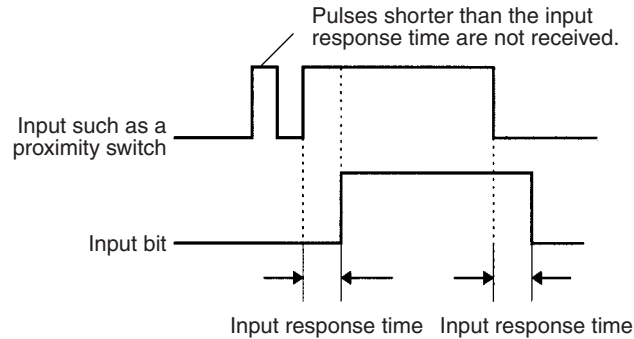 Pulses shorter than the input
response time are not received.
Input such as a
proximity switch
Input bit
Input response time
Input response time